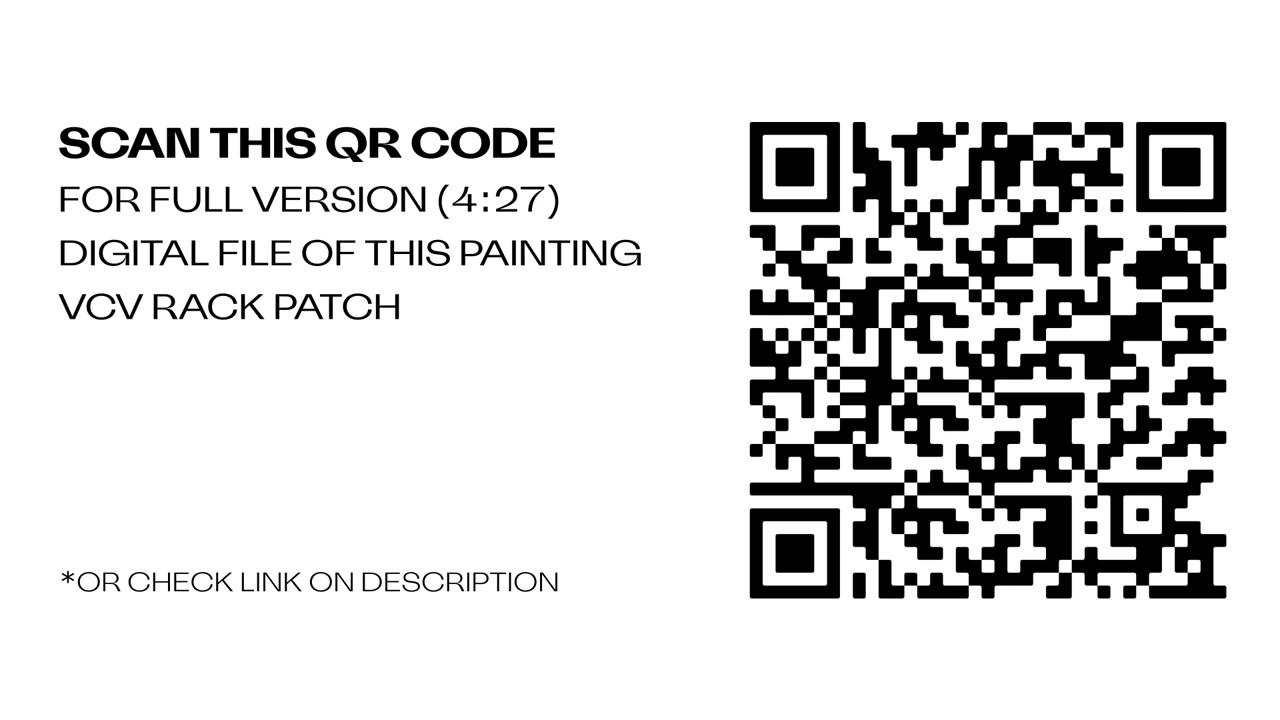 SCAN THIS QR CODE
FOR FULL VERSION (4:27)
DIGITAL FILE OF THIS PAINTING
VCV RACK PATCH
*OR CHECK LINK ON DESCRIPTION